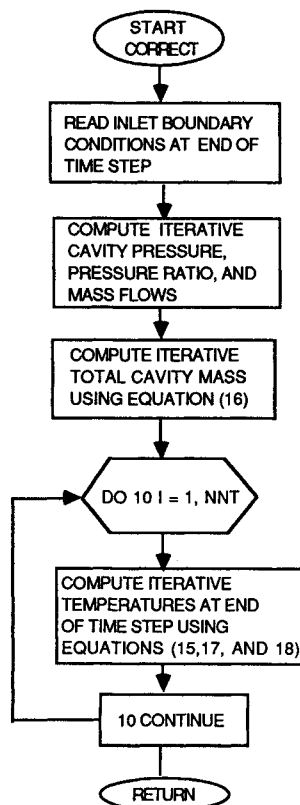 START
CORRECT
READ INLET BOUNDARY
CONDITIONS AT END OF
TIME STEP
COMPUTE ITERATIVE
CAVITY PRESSURE,
PRESSURE RATIO, AND
MASS FLOWS
COMPUTE ITERATIVE
TOTAL CAVITY MASS
USING EQUATION (16)
DO 10 I = 1, NNT
COMPUTE ITERATIVE
TEMPERATURES AT END
OF TIME STEP USING
EQUATIONS (15,17, AND 18)
10 CONTINUE
RETURN